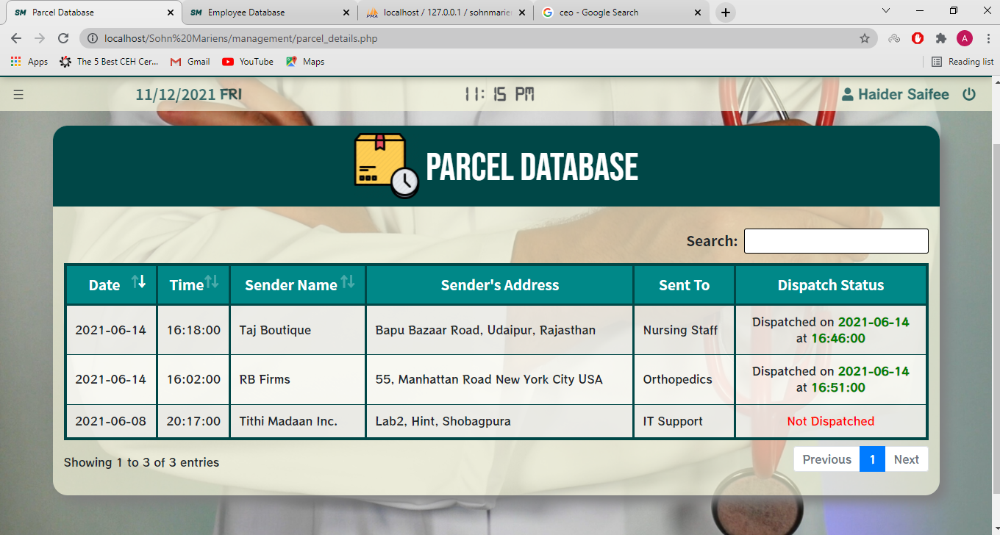 SM Parcel Database
SM Employee Database
PMA localhost / 127.0.0.1 / sohnmarie
G ceo - Google Search
localhost/Sohn%20Mariens/management/parcel_details.php
A
Apps
The 5 Best CEH Cer...
Gmail
YouTube
Maps
Reading list
11/12/2021 FRI
11:15 PM
Haider Saifee
PARCEL DATABASE
Search:
Date Time Sender Name Sender's Address Sent To Dispatch Status
2021-06-14 16:18:00 Taj Boutique Bapu Bazaar Road, Udaipur, Rajasthan Nursing Staff Dispatched on 2021-06-14
at 16:46:00
2021-06-14 16:02:00 RB Firms 55, Manhattan Road New York City USA Orthopedics Dispatched on 2021-06-14
at 16:51:00
2021-06-08 20:17:00 Tithi Madaan Inc. Lab2, Hint, Shobagpura IT Support Not Dispatched
Showing 1 to 3 of 3 entries
Previous 1 Next